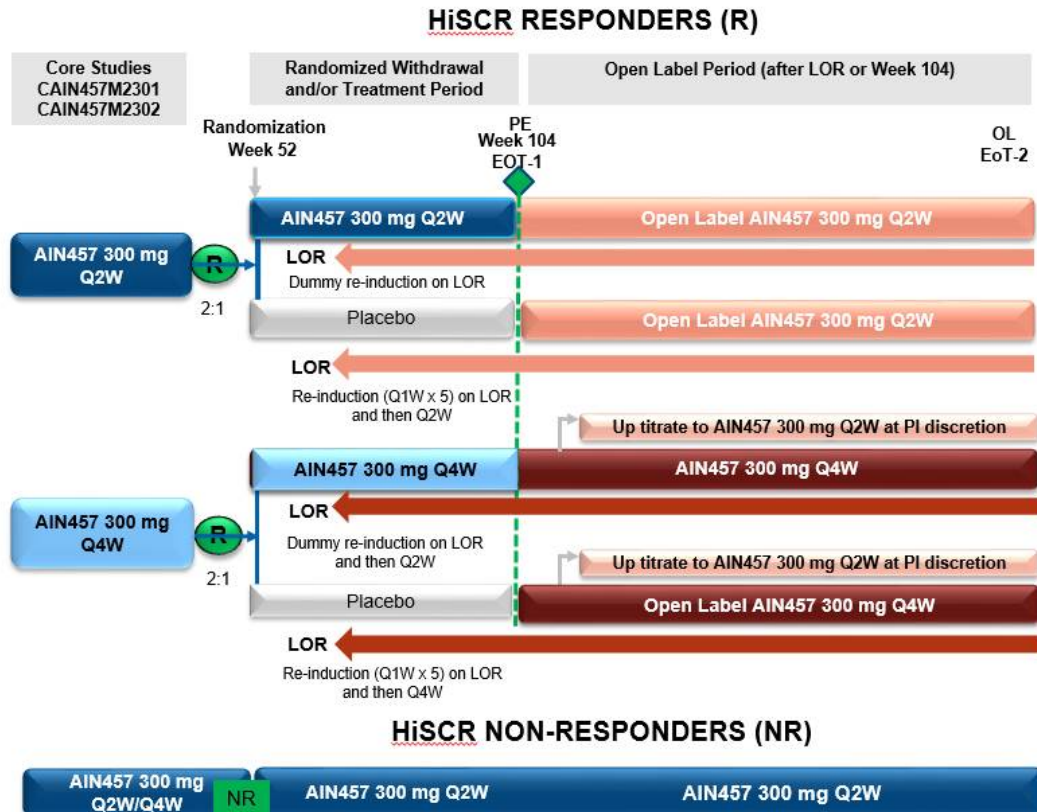 HiSCR RESPONDERS (R)
Core Studies
CAIN457M2301
CAIN457M2302
Randomized Withdrawal
and/or Treatment Period
Open Label Period (after LOR or Week 104)
Randomization
Week 52
PE
Week 104
EOT-1
OL
EoT-2
AIN457 300 mg
Q2W
R
2:1
AIN457 300 mg Q2W
Open Label AIN457 300 mg Q2W
LOR
Dummy re-induction on LOR
Placebo
Open Label AIN457 300 mg Q2W
LOR
Re-induction (Q1W x 5) on LOR
and then Q2W
Up titrate to AIN457 300 mg Q2W at PI discretion
AIN457 300 mg
Q4W
R
2:1
AIN457 300 mg Q4W
AIN457 300 mg Q4W
LOR
Dummy re-induction on LOR
and then Q2W
Up titrate to AIN457 300 mg Q2W at PI discretion
Placebo
Open Label AIN457 300 mg Q4W
LOR
Re-induction (Q1W x 5) on LOR
and then Q4W
HiSCR NON-RESPONDERS (NR)
AIN457 300 mg
Q2W/Q4W
NR
AIN457 300 mg Q2W
AIN457 300 mg Q2W